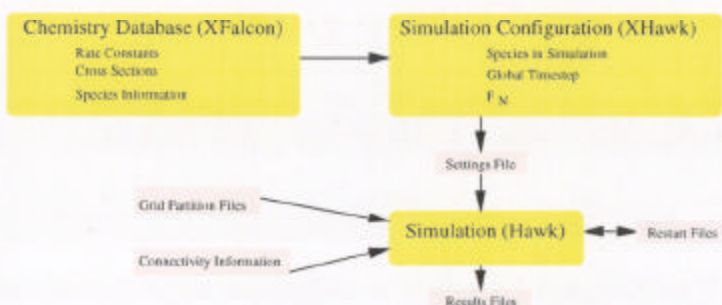 Chemistry Database (XFalcon)
Rate Constants
Cross Sections
Species Information
Simulation Configuration (XHawk)
Species in Simulation
Global Timestep
F N
Settings File
Grid Partition Files
Simulation (Hawk)
Restart Files
Connectivity Information
Results Files